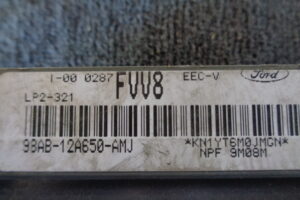 1-00 0287 FVV8 EEC-V Ford
LP2-321
98AB-12A650-AMJ *KN1YT6M0JMGN*
NPF 9M08M